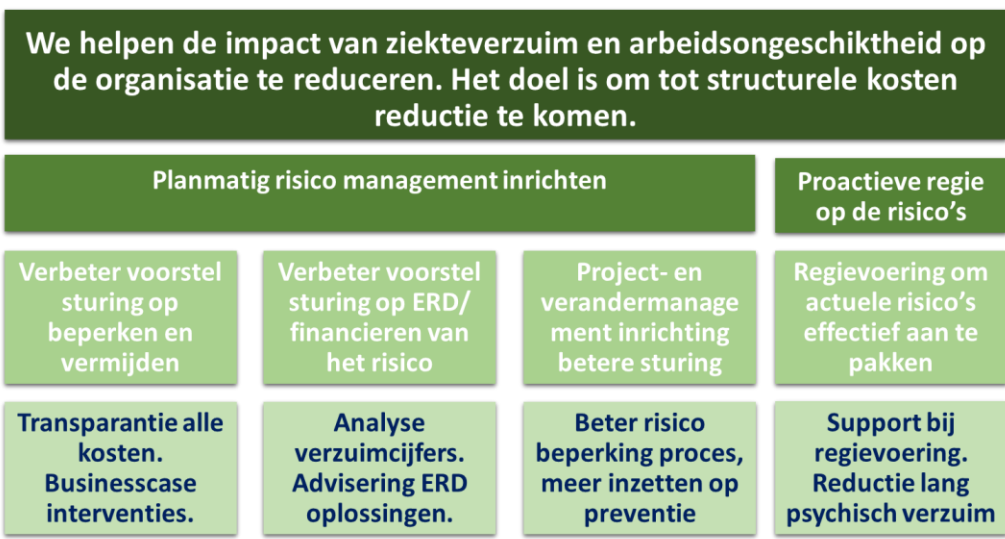 We helpen de impact van ziekteverzuim en arbeidsongeschiktheid op
de organisatie te reduceren. Het doel is om tot structurele kosten
reductie te komen.
Planmatig risico management inrichten
Proactieve regie
op de risico's
Verbeter voorstel
sturing op
beperken en
vermijden
Verbeter voorstel
sturing op ERD/
financieren van
het risico
Project- en
verandermanage
ment inrichting
betere sturing
Regievoering om
actuele risico's
effectief aan te
pakken
Transparantie alle
kosten.
Businesscase
interventies.
Analyse
verzuimcijfers.
Advisering ERD
oplossingen.
Beter risico
beperking proces,
meer inzetten op
preventie
Support bij
regievoering.
Reductie lang
psychisch verzuim